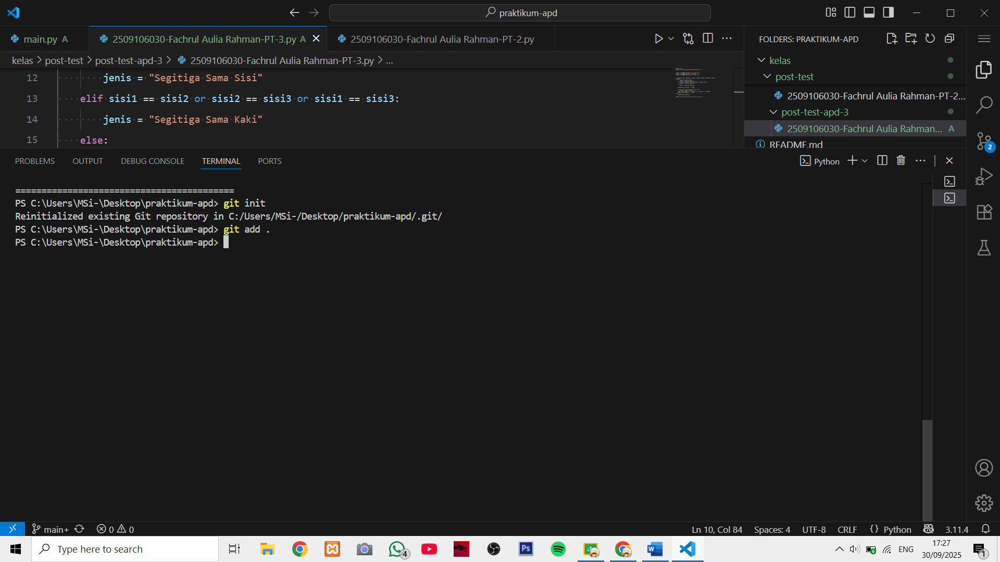 praktikum-apd
main.py A
2509106030-Fachrul Aulia Rahman-PT-3.py A
2509106030-Fachrul Aulia Rahman-PT-2.py
FOLDERS: PRAKTIKUM-APD
kelas > post-test > post-test-apd-3 > 2509106030-Fachrul Aulia Rahman-PT-3.py > ...
12 jenis = "Segitiga Sama Sisi"
13 elif sisi1 == sisi2 or sisi2 == sisi3 or sisi1 == sisi3:
14 jenis = "Segitiga Sama Kaki"
15 else:
kelas
post-test
2509106030-Fachrul Aulia Rahman-PT-2...
post-test-apd-3
2509106030-Fachrul Aulia Rahman... A
README.md
2
PROBLEMS OUTPUT DEBUG CONSOLE TERMINAL PORTS
Python
==========================================
PS C:\Users\MSi-\Desktop\praktikum-apd> git init
Reinitialized existing Git repository in C:/Users/MSi-/Desktop/praktikum-apd/.git/
PS C:\Users\MSi-\Desktop\praktikum-apd> git add .
PS C:\Users\MSi-\Desktop\praktikum-apd>
main+ 0 0
Ln 10, Col 84 Spaces: 4 UTF-8 CRLF {} Python 3.11.4
Type here to search
4
Ps
W
ENG
17:27
30/09/2025
1